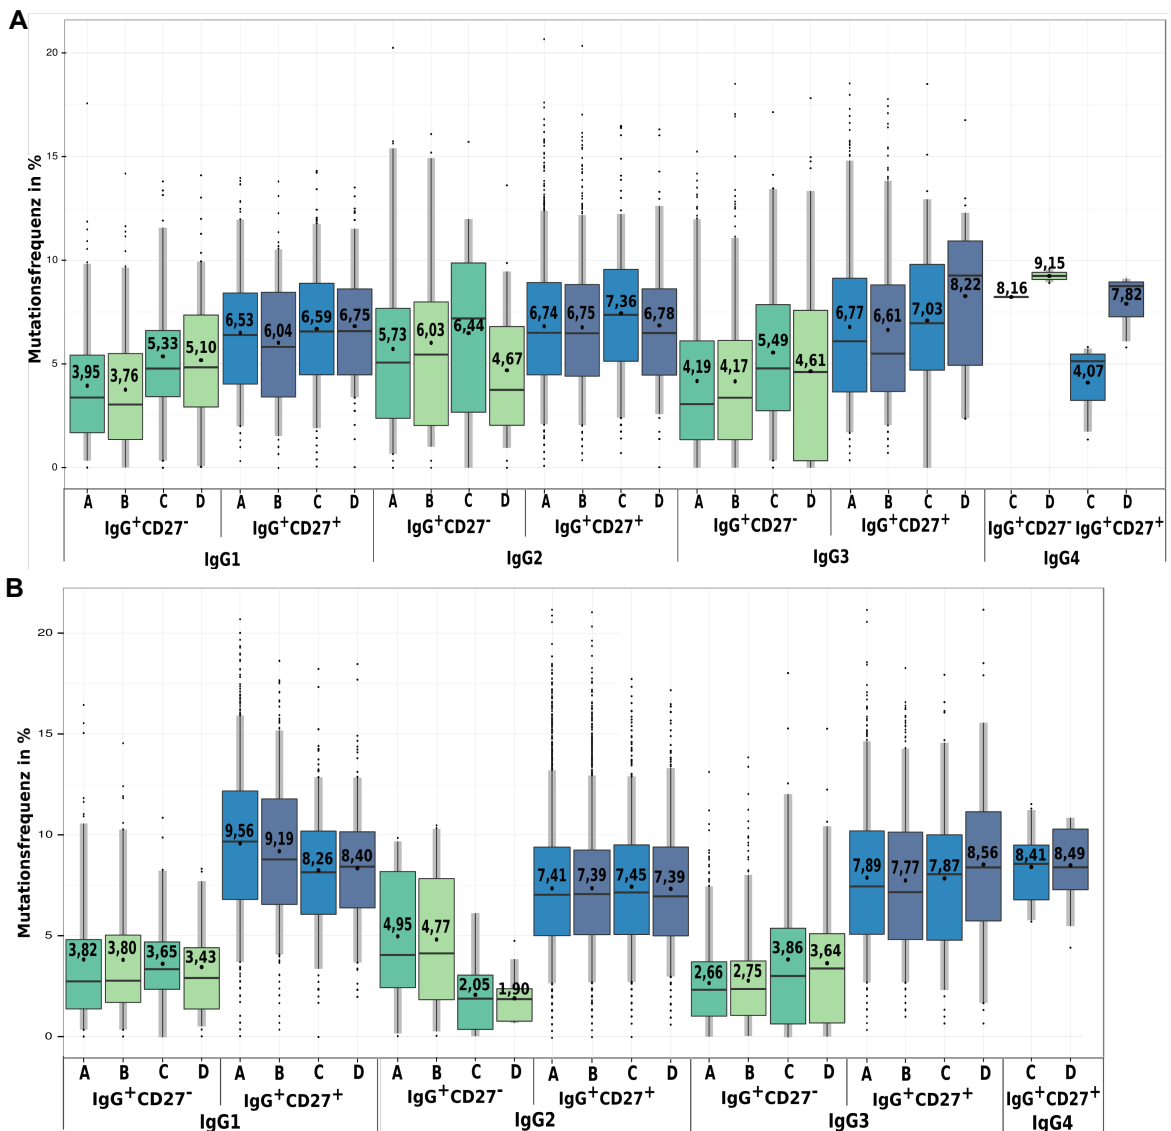 A
Mutationsfrequenz in %
20
15
10
5
0
3,95 3,76 5,33 5,10 6,53 6,04 6,59 6,75 5,73 6,03 6,44 4,67 6,74 6,75 7,36 6,78 4,19 4,17 5,49 4,61 6,77 6,61 7,03 8,22 8,16 9,15 4,07 7,82
A B C D A B C D A B C D A B C D A B C D A B C D C D C D
IgG+CD27- IgG+CD27+ IgG+CD27- IgG+CD27+ IgG+CD27- IgG+CD27+ IgG+CD27- IgG+CD27+
IgG1 IgG2 IgG3 IgG4
B
Mutationsfrequenz in %
20
15
10
5
0
3,82 3,80 3,65 3,43 9,56 9,19 8,26 8,40 4,95 4,77 2,05 1,90 7,41 7,39 7,45 7,39 2,66 2,75 3,86 3,64 7,89 7,77 7,87 8,56 8,41 8,49
A B C D A B C D A B C D A B C D A B C D A B C D C D
IgG+CD27- IgG+CD27+ IgG+CD27- IgG+CD27+ IgG+CD27- IgG+CD27+ IgG+CD27+
IgG1 IgG2 IgG3 IgG4